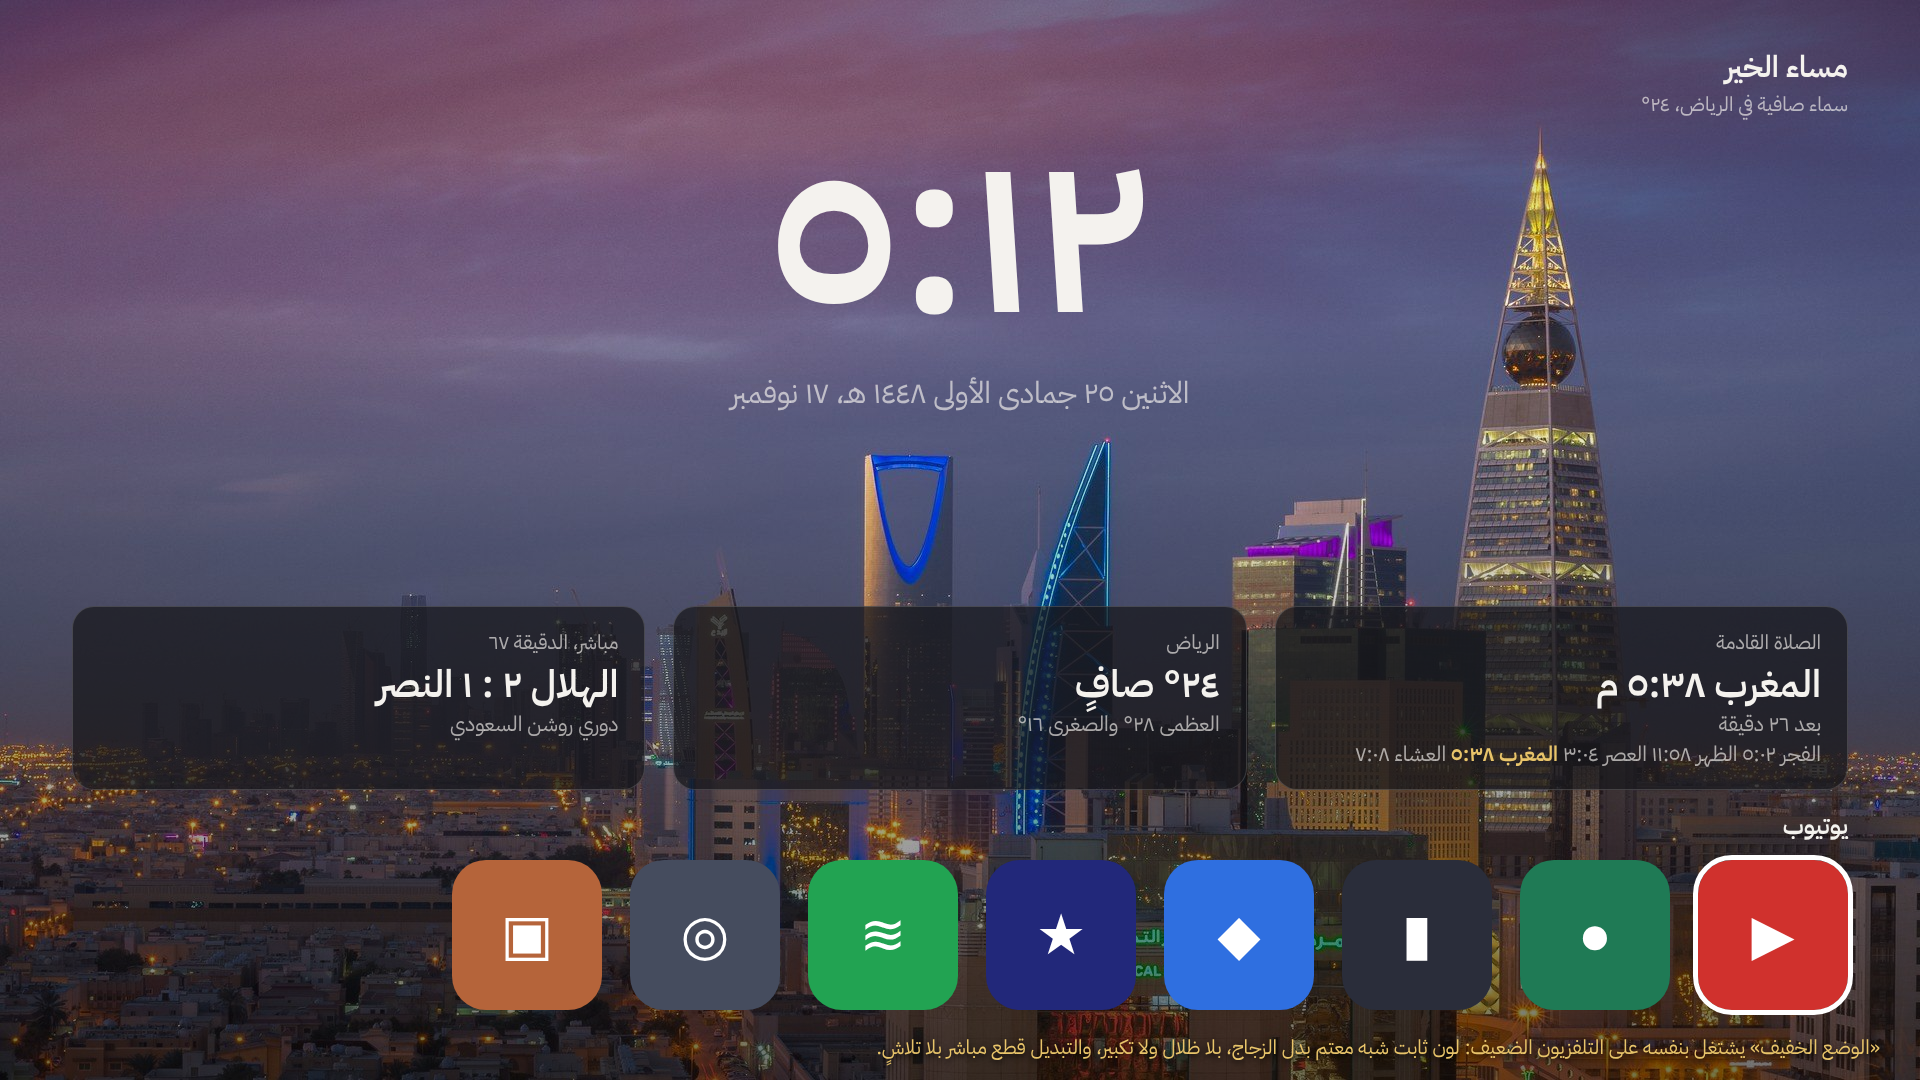 مساء الخير
سماء صافية في الرياض، ٢٤°
٥:١٢
الاثنين ٢٥ جمادى الأولى ١٤٤٨ هـ، ١٧ نوفمبر
الصلاة القادمة
المغرب ٥:٣٨ م
بعد ٢٦ دقيقة
الفجر ٥:٠٢ الظهر ١١:٥٨ العصر ٣:٠٤ المغرب ٥:٣٨ العشاء ٧:٠٨
الرياض
٢٤° صافٍ
العظمى ٢٨° والصغرى ١٦°
مباشر، الدقيقة ٦٧
الهلال ٢ : ١ النصر
دوري روشن السعودي
يوتيوب
CAL
«الوضع الخفيف» يشتغل بنفسه على التلفزيون الضعيف: لون ثابت شبه معتم بدل الزجاج، بلا ظلال ولا تكبير، والتبديل قطع مباشر بلا تلاشٍ.